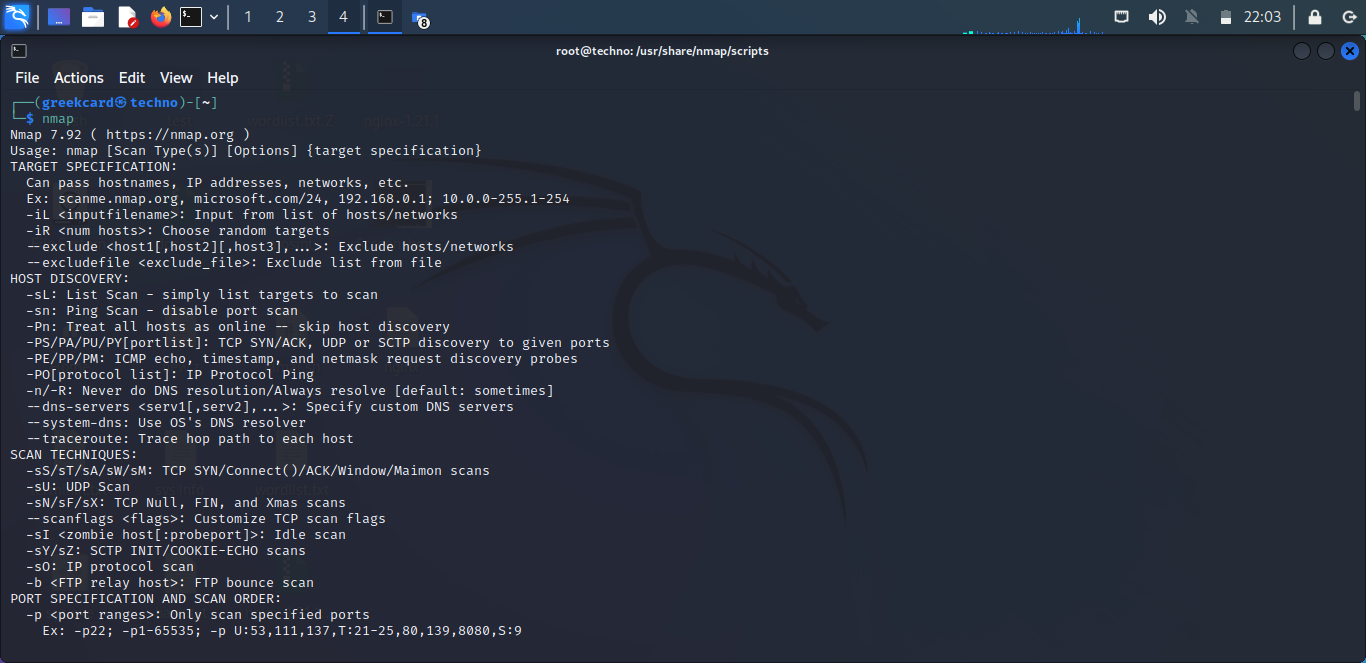 1 2 3 4 8 22:03
root@techno: /usr/share/nmap/scripts
File Actions Edit View Help
┌──(greekcard㉿techno)-[~]
└─$ nmap
Nmap 7.92 ( https://nmap.org )
Usage: nmap [Scan Type(s)] [Options] {target specification}
TARGET SPECIFICATION:
  Can pass hostnames, IP addresses, networks, etc.
  Ex: scanme.nmap.org, microsoft.com/24, 192.168.0.1; 10.0.0-255.1-254
  -iL <inputfilename>: Input from list of hosts/networks
  -iR <num hosts>: Choose random targets
  --exclude <host1[,host2][,host3],...>: Exclude hosts/networks
  --excludefile <exclude_file>: Exclude list from file
HOST DISCOVERY:
  -sL: List Scan - simply list targets to scan
  -sn: Ping Scan - disable port scan
  -Pn: Treat all hosts as online -- skip host discovery
  -PS/PA/PU/PY[portlist]: TCP SYN/ACK, UDP or SCTP discovery to given ports
  -PE/PP/PM: ICMP echo, timestamp, and netmask request discovery probes
  -PO[protocol list]: IP Protocol Ping
  -n/-R: Never do DNS resolution/Always resolve [default: sometimes]
  --dns-servers <serv1[,serv2],...>: Specify custom DNS servers
  --system-dns: Use OS's DNS resolver
  --traceroute: Trace hop path to each host
SCAN TECHNIQUES:
  -sS/sT/sA/sW/sM: TCP SYN/Connect()/ACK/Window/Maimon scans
  -sU: UDP Scan
  -sN/sF/sX: TCP Null, FIN, and Xmas scans
  --scanflags <flags>: Customize TCP scan flags
  -sI <zombie host[:probeport]>: Idle scan
  -sY/sZ: SCTP INIT/COOKIE-ECHO scans
  -sO: IP protocol scan
  -b <FTP relay host>: FTP bounce scan
PORT SPECIFICATION AND SCAN ORDER:
  -p <port ranges>: Only scan specified ports
    Ex: -p22; -p1-65535; -p U:53,111,137,T:21-25,80,139,8080,S:9